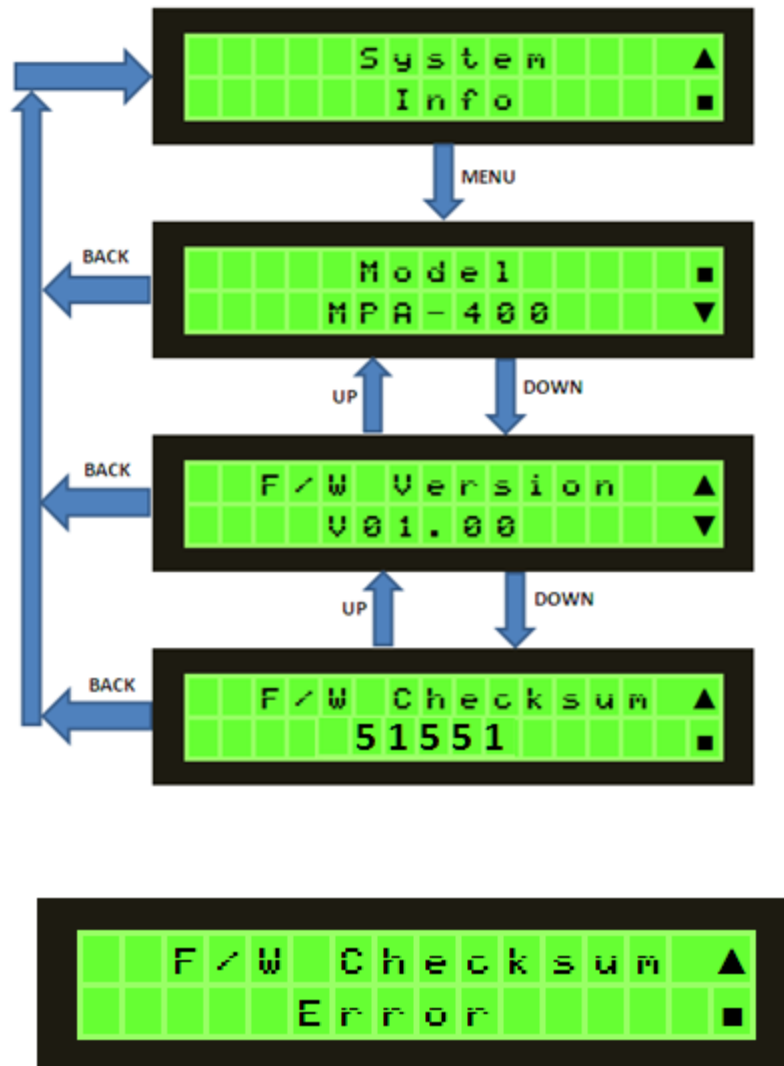 System
Info
MENU
BACK
Model
MPA-400
UP
DOWN
BACK
F/W Version
V01.00
UP
DOWN
BACK
F/W Checksum
51551
F/W Checksum
Error